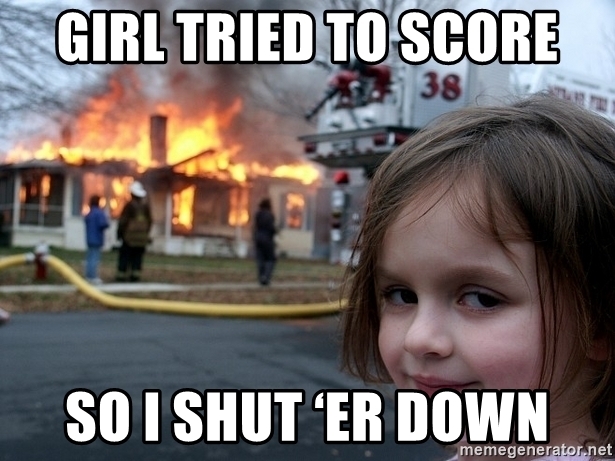 GIRL TRIED TO SCORE
38
SO I SHUT ‘ER DOWN
memegenerator.net